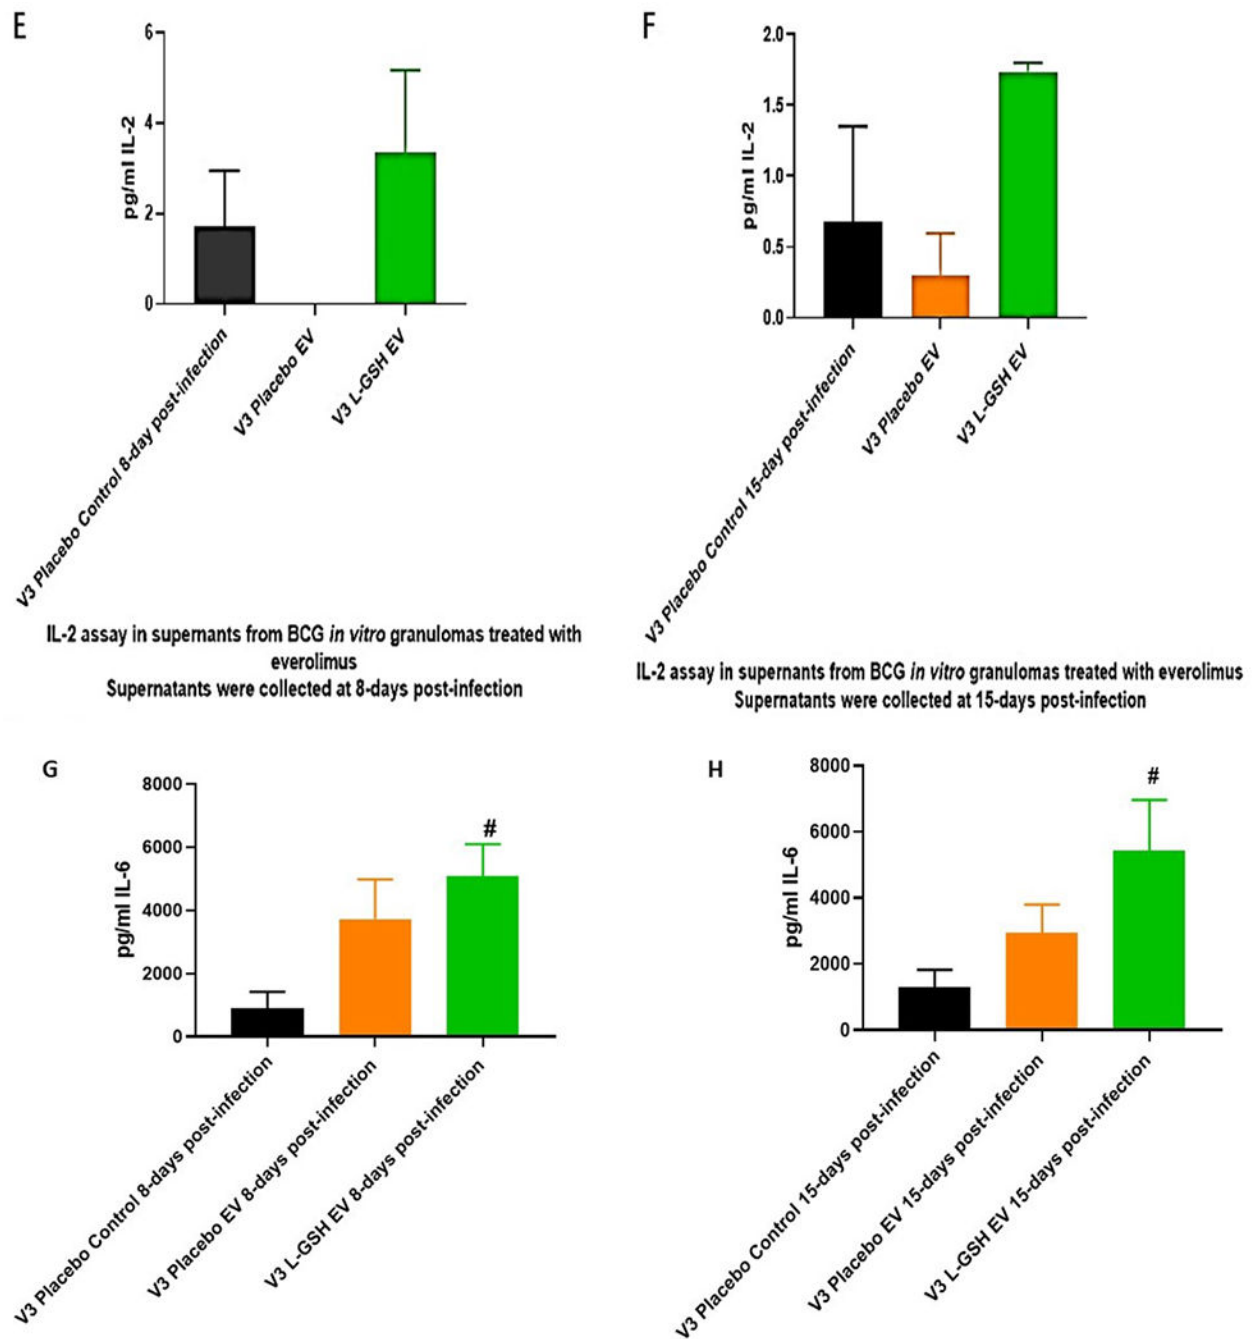 E
6
4
2
0
pg/ml IL-2
V3 Placebo Control 8-day post-infection
V3 Placebo EV
V3 L-GSH EV
IL-2 assay in supernants from BCG in vitro granulomas treated with
everolimus
Supernatants were collected at 8-days post-infection
F
2.0
1.5
1.0
0.5
0.0
pg/ml IL-2
V3 Placebo Control 15-day post-infection
V3 Placebo EV
V3 L-GSH EV
IL-2 assay in supernants from BCG in vitro granulomas treated with everolimus
Supernatants were collected at 15-days post-infection
G
8000
6000
4000
2000
0
pg/ml IL-6
#
V3 Placebo Control 8-days post-infection
V3 Placebo EV 8-days post-infection
V3 L-GSH EV 8-days post-infection
H
8000
6000
4000
2000
0
pg/ml IL-6
#
V3 Placebo Control 15-days post-infection
V3 Placebo EV 15-days post-infection
V3 L-GSH EV 15-days post-infection